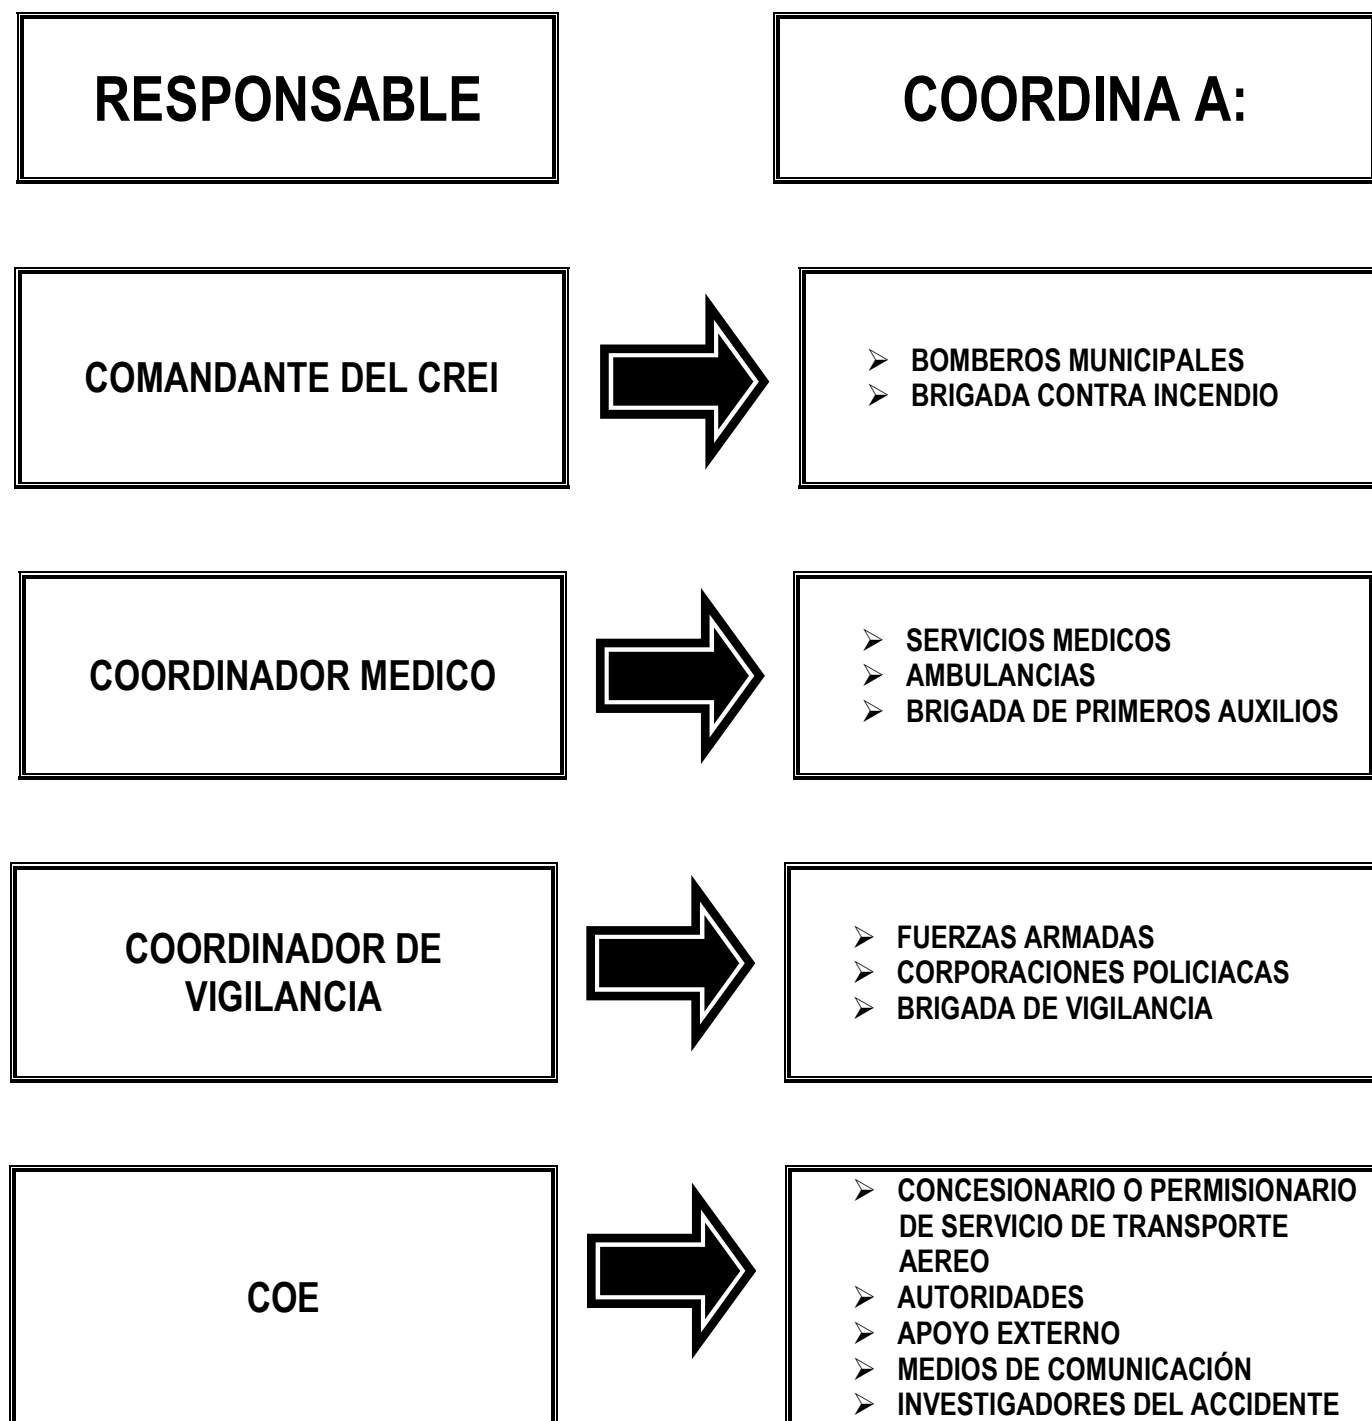 RESPONSABLE
COORDINA A:
COMANDANTE DEL CREI
➢ BOMBEROS MUNICIPALES
➢ BRIGADA CONTRA INCENDIO
COORDINADOR MEDICO
➢ SERVICIOS MEDICOS
➢ AMBULANCIAS
➢ BRIGADA DE PRIMEROS AUXILIOS
COORDINADOR DE
VIGILANCIA
➢ FUERZAS ARMADAS
➢ CORPORACIONES POLICIACAS
➢ BRIGADA DE VIGILANCIA
COE
➢ CONCESIONARIO O PERMISIONARIO
DE SERVICIO DE TRANSPORTE
AEREO
➢ AUTORIDADES
➢ APOYO EXTERNO
➢ MEDIOS DE COMUNICACIÓN
➢ INVESTIGADORES DEL ACCIDENTE